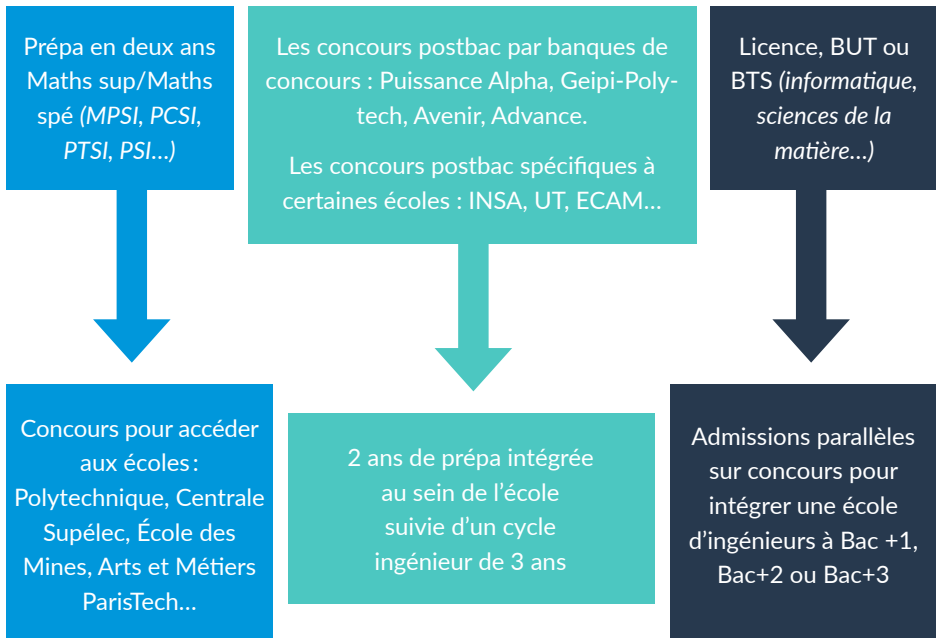 Prépa en deux ans
Maths sup/Maths
spé (MPSI, PCSI,
PTSI, PSI...)
Les concours postbac par banques de
concours : Puissance Alpha, Geipi-Poly-
tech, Avenir, Advance.
Les concours postbac spécifiques à
certaines écoles : INSA, UT, ECAM...
Licence, BUT ou
BTS (informatique,
sciences de la
matière...)
Concours pour accéder
aux écoles :
Polytechnique, Centrale
Supélec, École des
Mines, Arts et Métiers
ParisTech...
2 ans de prépa intégrée
au sein de l’école
suivie d’un cycle
ingénieur de 3 ans
Admissions parallèles
sur concours pour
intégrer une école
d’ingénieurs à Bac +1,
Bac+2 ou Bac+3